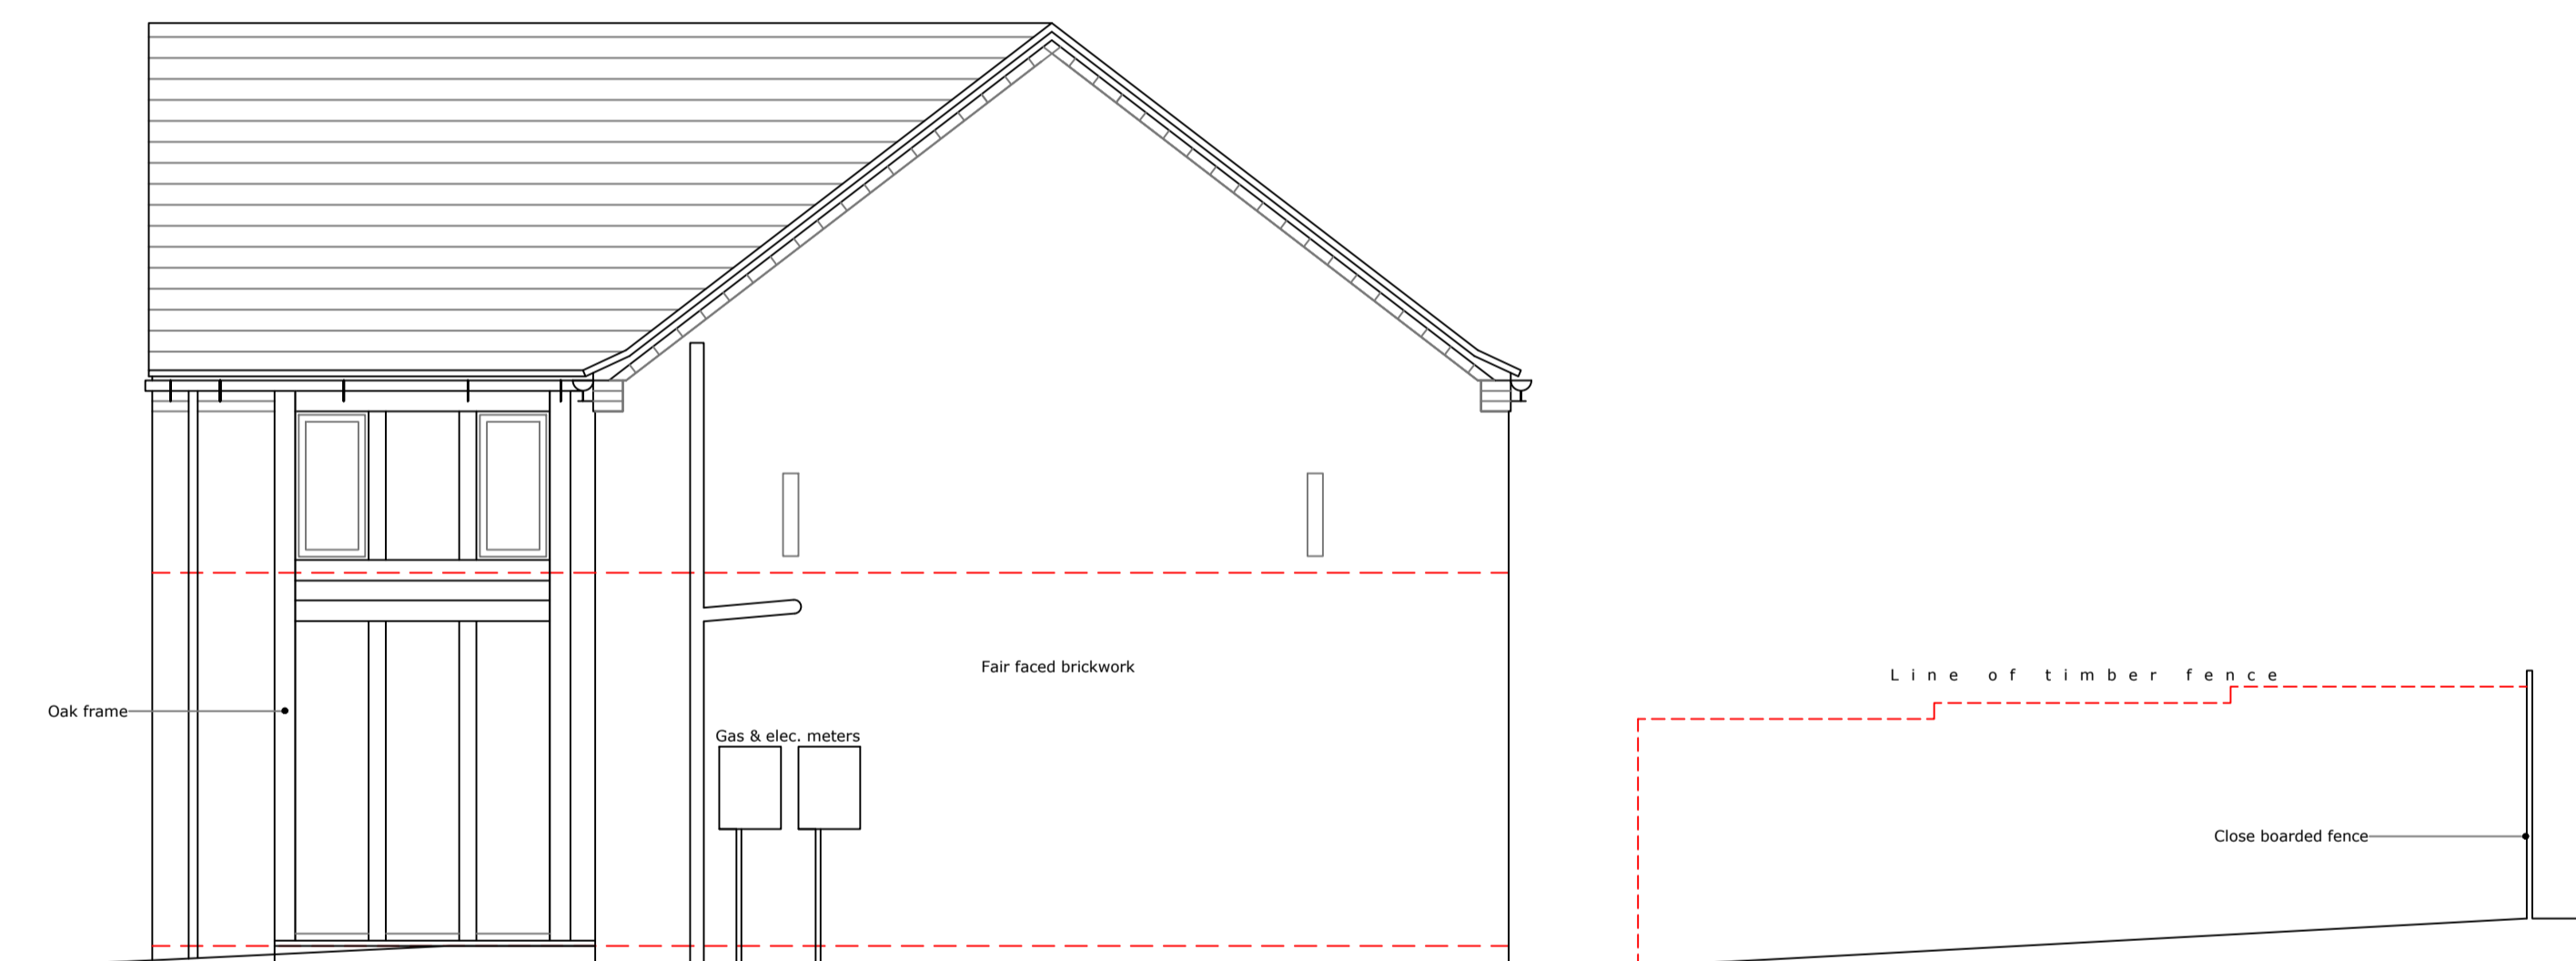 Fair faced brickwork
Line of timber fence
Oak frame
Gas & elec. meters
Close boarded fence